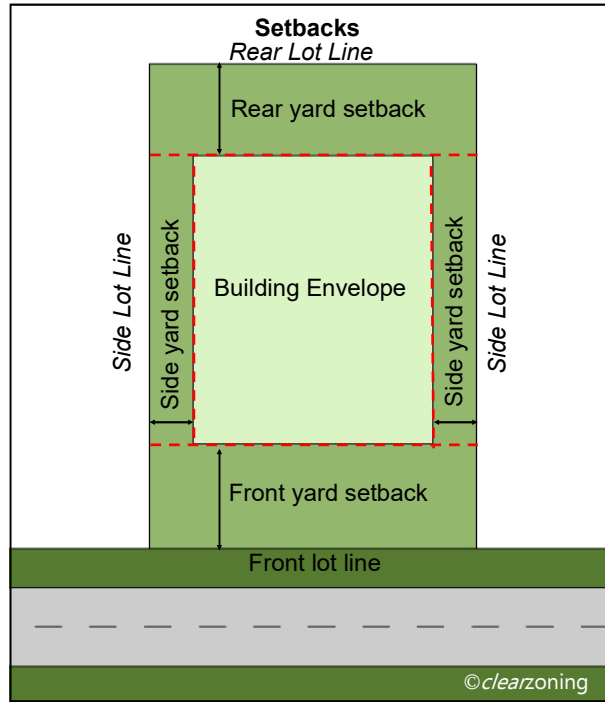 Setbacks
Rear Lot Line
Rear yard setback
Side Lot Line
Side yard setback
Building Envelope
Side yard setback
Side Lot Line
Front yard setback
Front lot line
©clearzoning